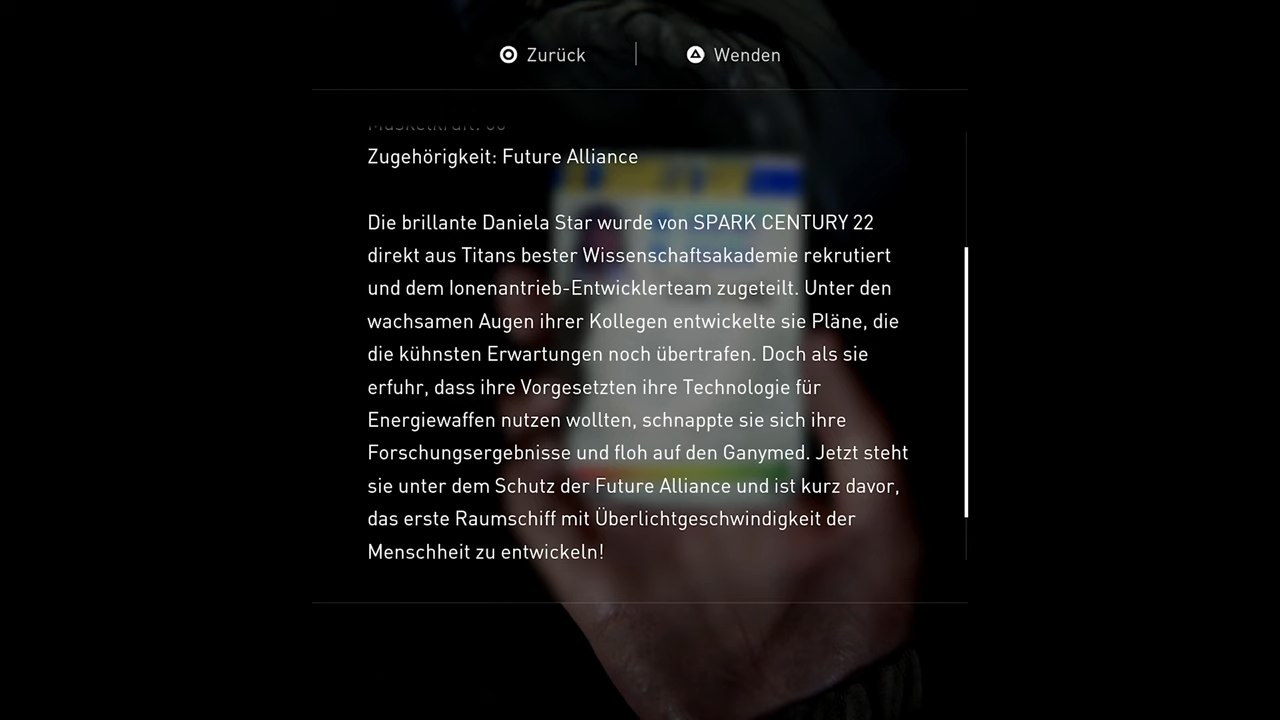 Zurück
Wenden
Zugehörigkeit: Future Alliance
Die brillante Daniela Star wurde von SPARK CENTURY 22
direkt aus Titans bester Wissenschaftsakademie rekrutiert
und dem Ionenantrieb-Entwicklerteam zugeteilt. Unter den
wachsamen Augen ihrer Kollegen entwickelte sie Pläne, die
die kühnsten Erwartungen noch übertrafen. Doch als sie
erfuhr, dass ihre Vorgesetzten ihre Technologie für
Energiewaffen nutzen wollten, schnappte sie sich ihre
Forschungsergebnisse und floh auf den Ganymed. Jetzt steht
sie unter dem Schutz der Future Alliance und ist kurz davor,
das erste Raumschiff mit Überlichtgeschwindigkeit der
Menschheit zu entwickeln!